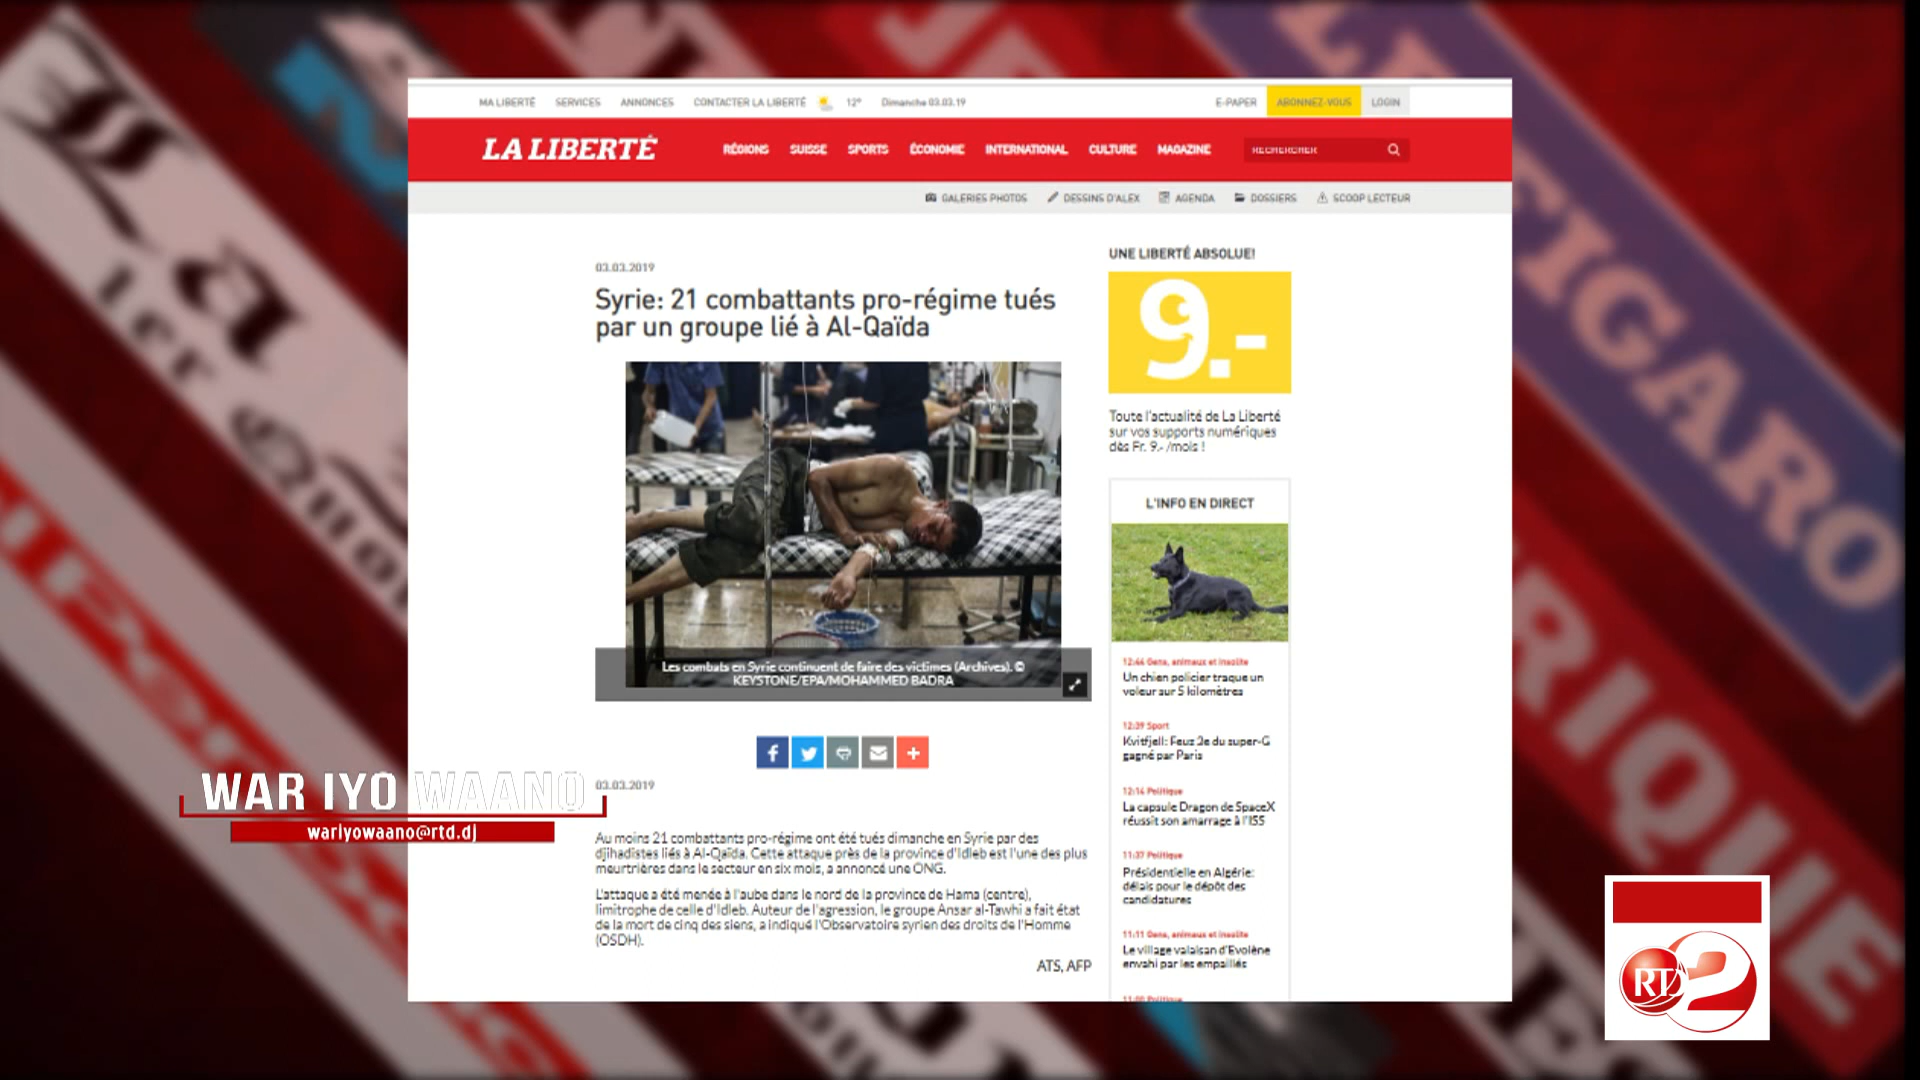 MA LIBERTÉ SERVICES ANNONCES CONTACTER LA LIBERTÉ 12° Dimanche 03.03.19 E-PAPER ABONNEZ-VOUS LOGIN
LA LIBERTÉ RÉGIONS SUISSE SPORTS ÉCONOMIE INTERNATIONAL CULTURE MAGAZINE RECHERCHER
GALERIES PHOTOS DESSINS D'ALEX AGENDA DOSSIERS SCOOP LECTEUR
03.03.2019
Syrie: 21 combattants pro-régime tués
par un groupe lié à Al-Qaïda
Les combats en Syrie continuent de faire des victimes (Archives). ©
KEYSTONE/EPA/MOHAMMED BADRA
03.03.2019
Au moins 21 combattants pro-régime ont été tués dimanche en Syrie par des
djihadistes liés à Al-Qaïda. Cette attaque près de la province d'Idleb est l'une des plus
meurtrières dans le secteur en six mois, a annoncé une ONG.
L'attaque a été menée à l'aube dans le nord de la province de Hama (centre),
limitrophe de celle d'Idleb. Auteur de l'agression, le groupe Ansar al-Tawhi a fait état
de la mort de cinq des siens, a indiqué l'Observatoire syrien des droits de l'Homme
(OSDH).
ATS, AFP
UNE LIBERTÉ ABSOLUE!
9.-
Toute l'actualité de La Liberté
sur vos supports numériques
dès Fr. 9.- /mois !
L'INFO EN DIRECT
12:44 Gens, animaux et insolite
Un chien policier traque un
voleur sur 5 kilomètres
12:39 Sport
Kvitfjell: Feuz 2e du super-G
gagné par Paris
12:14 Politique
La capsule Dragon de SpaceX
réussit son amarrage à l'ISS
11:37 Politique
Présidentielle en Algérie:
délais pour le dépôt des
candidatures
11:11 Gens, animaux et insolite
Le village valaisan d'Evolène
envahi par les empaillés
11:00 Politique
WAR IYO WAANO
wariyowaano@rtd.dj
RTD 2
LE FIGARO